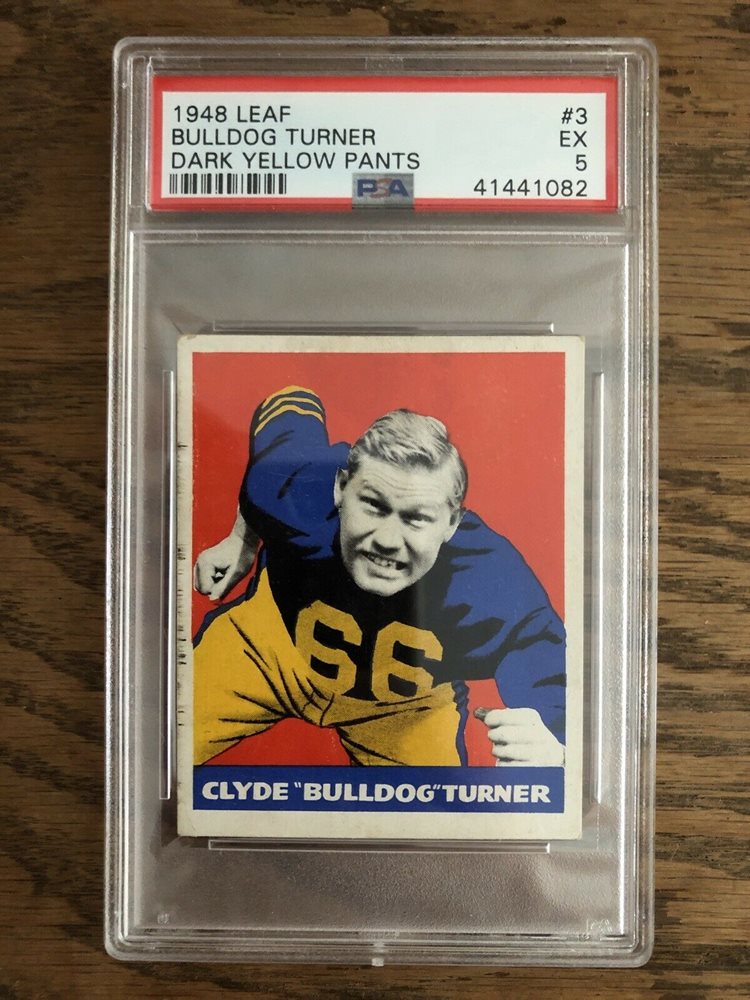 1948 LEAF #3
BULLDOG TURNER EX
DARK YELLOW PANTS 5
PSA 41441082
66
CLYDE "BULLDOG" TURNER